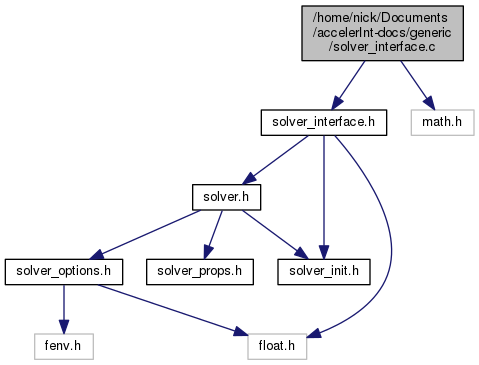 /home/nick/Documents
/accelerInt-docs/generic
/solver_interface.c
solver_interface.h
math.h
solver.h
solver_options.h
solver_props.h
solver_init.h
fenv.h
float.h